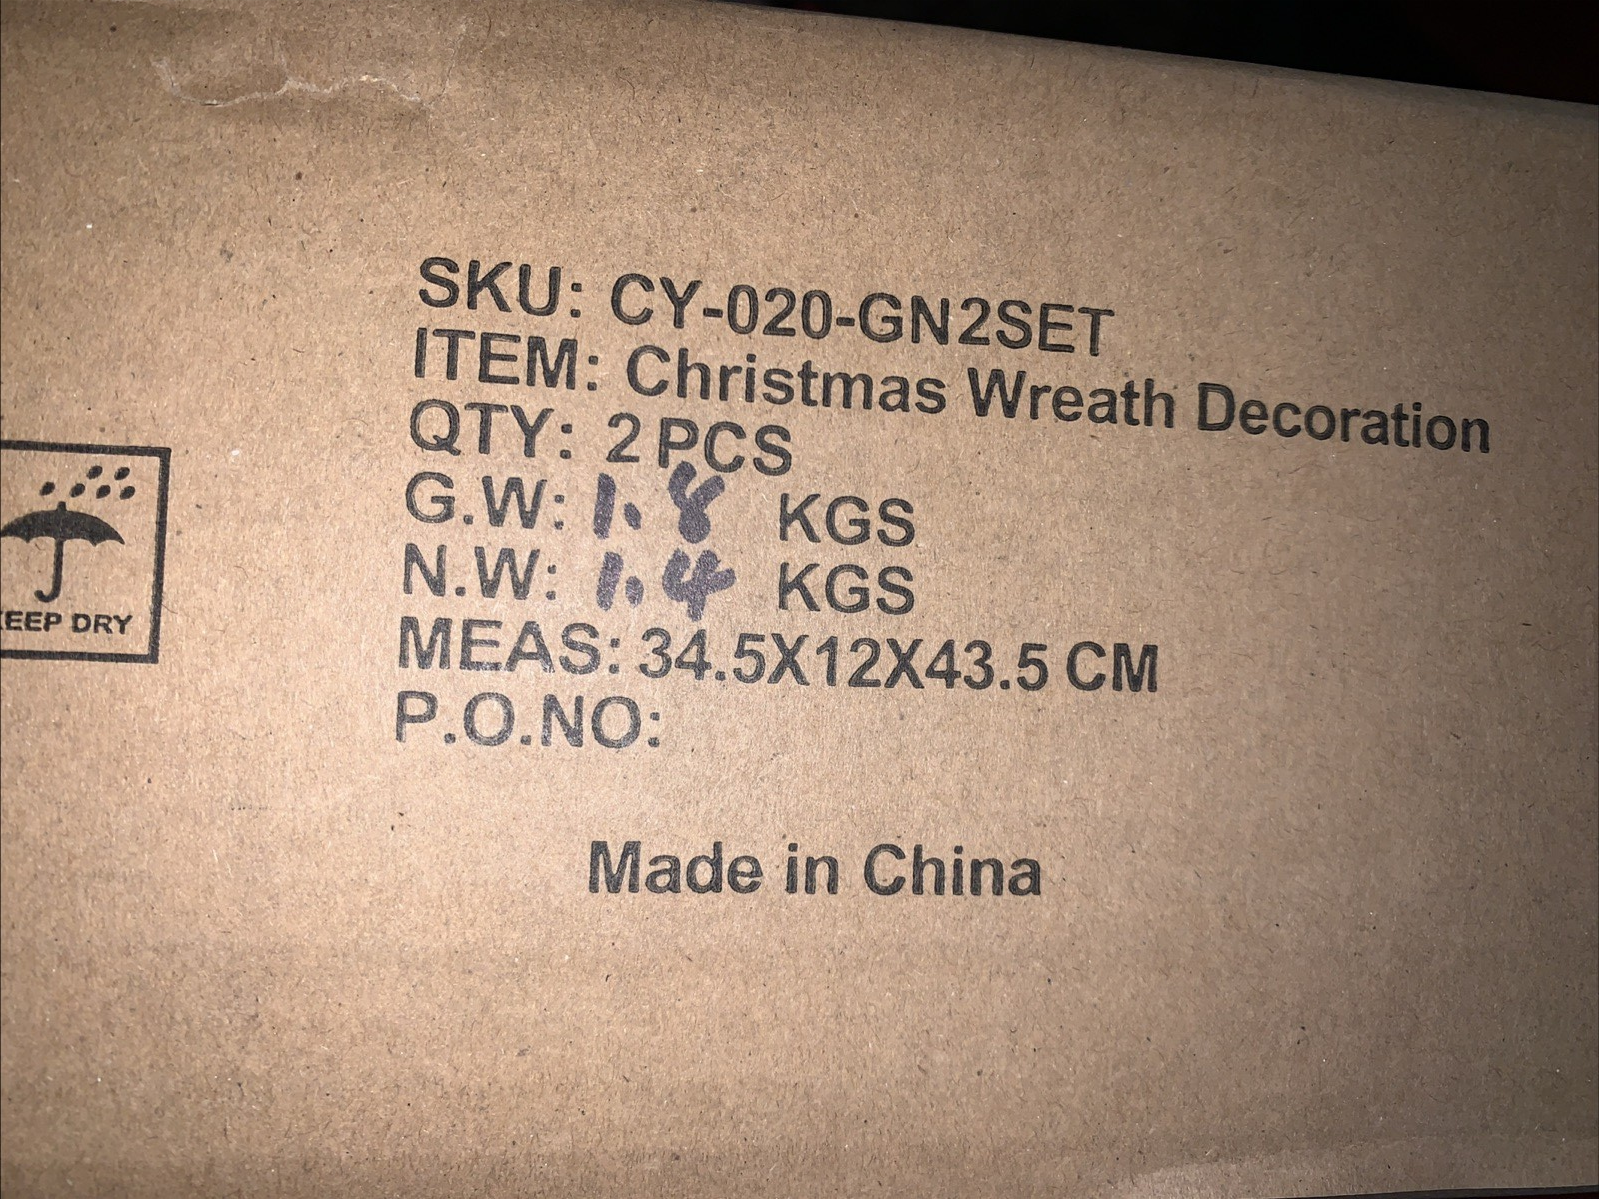 SKU: CY-020-GN2SET
ITEM: Christmas Wreath Decoration
QTY: 2 PCS
G.W: 1.8 KGS
N.W: 1.4 KGS
MEAS: 34.5X12X43.5 CM
P.O.NO:
Made in China
KEEP DRY